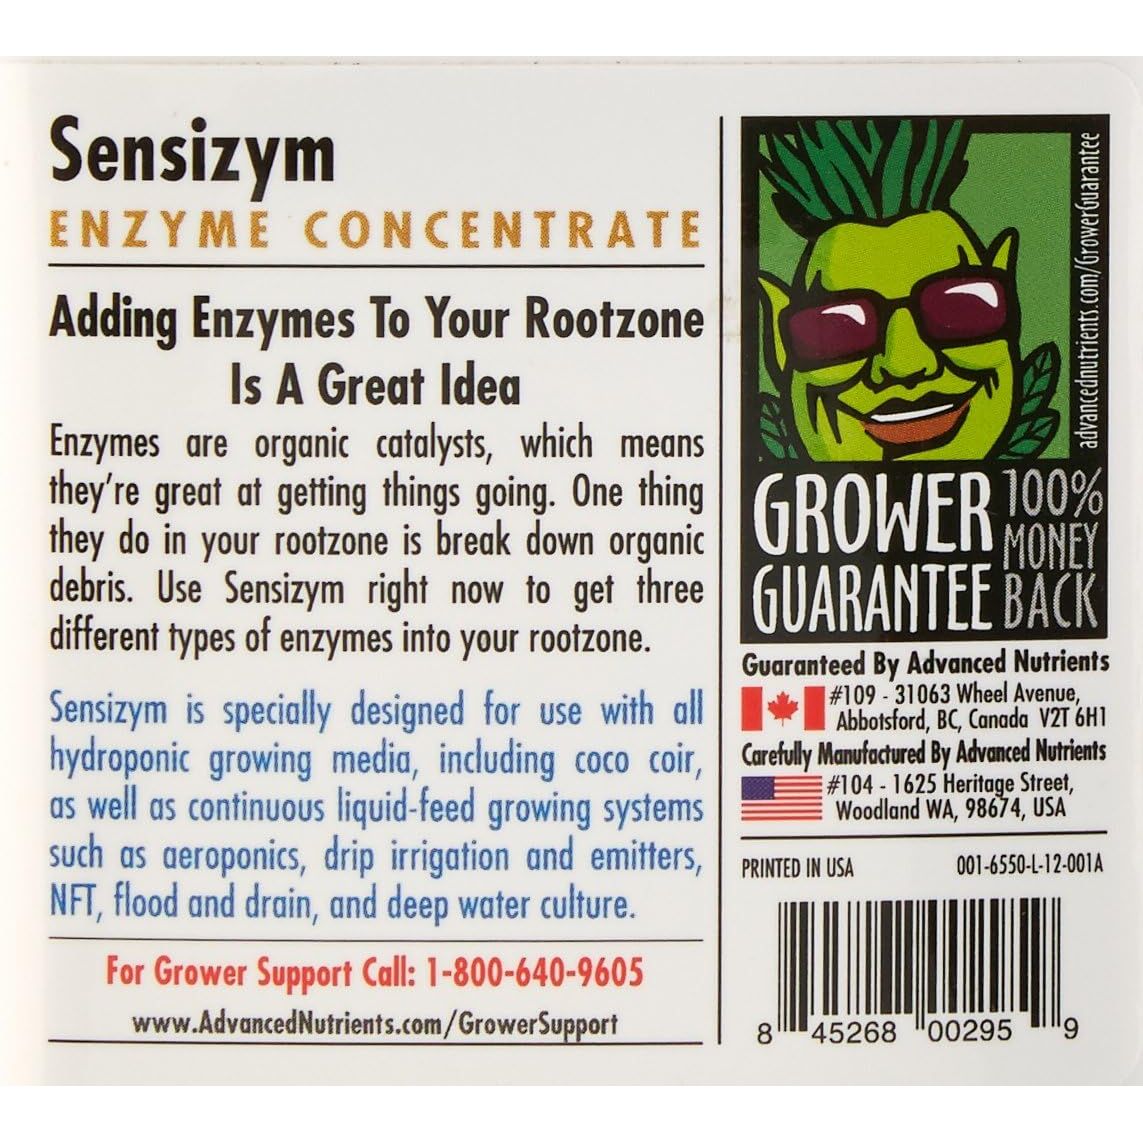 Sensizym
ENZYME CONCENTRATE
Adding Enzymes To Your Rootzone
Is A Great Idea
Enzymes are organic catalysts, which means
they're great at getting things going. One thing
they do in your rootzone is break down organic
debris. Use Sensizym right now to get three
different types of enzymes into your rootzone.
Sensizym is specially designed for use with all
hydroponic growing media, including coco coir,
as well as continuous liquid-feed growing systems
such as aeroponics, drip irrigation and emitters,
NFT, flood and drain, and deep water culture.
For Grower Support Call: 1-800-640-9605
www.AdvancedNutrients.com/GrowerSupport
advancednutrients.com/GrowerGuarantee
GROWER
GUARANTEE
100%
MONEY
BACK
Guaranteed By Advanced Nutrients
#109 - 31063 Wheel Avenue,
Abbotsford, BC, Canada V2T 6H1
Carefully Manufactured By Advanced Nutrients
#104 - 1625 Heritage Street,
Woodland WA, 98674, USA
PRINTED IN USA 001-6550-L-12-001A
8 45268 00295 9